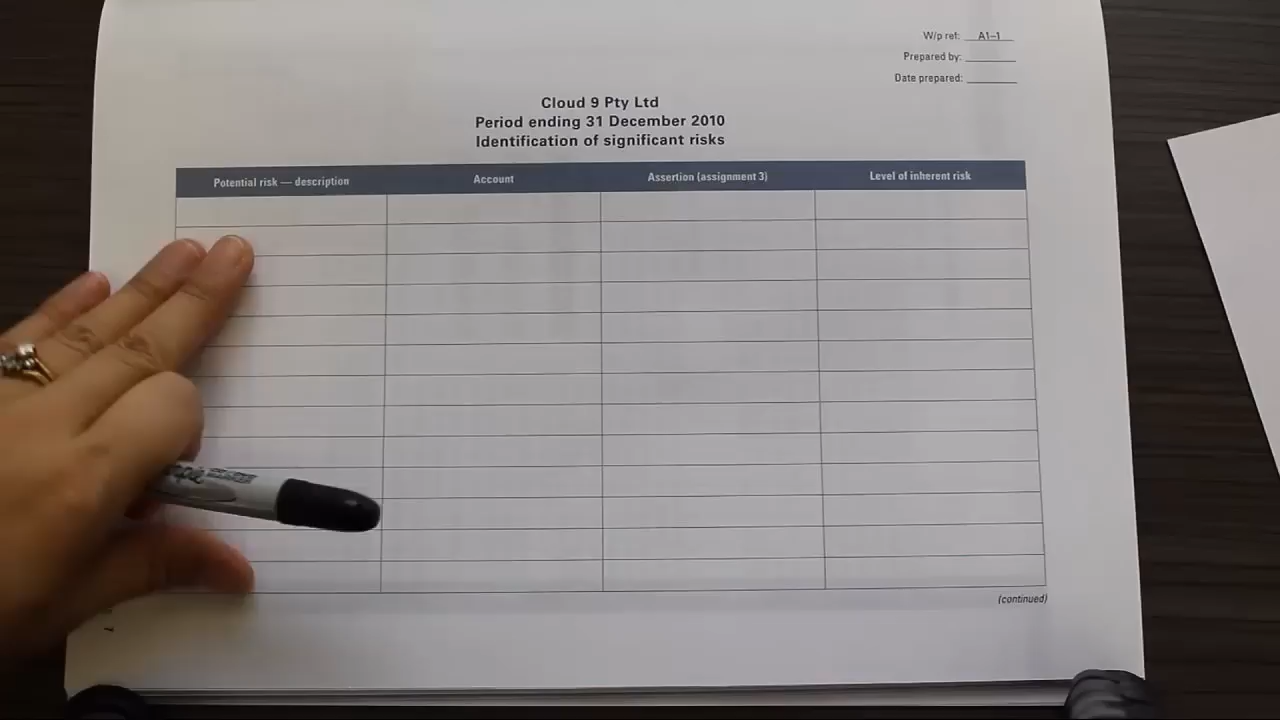 W/p ref: A1–1
Prepared by:
Date prepared:
Cloud 9 Pty Ltd
Period ending 31 December 2010
Identification of significant risks
Potential risk — description Account Assertion (assignment 3) Level of inherent risk
(continued)